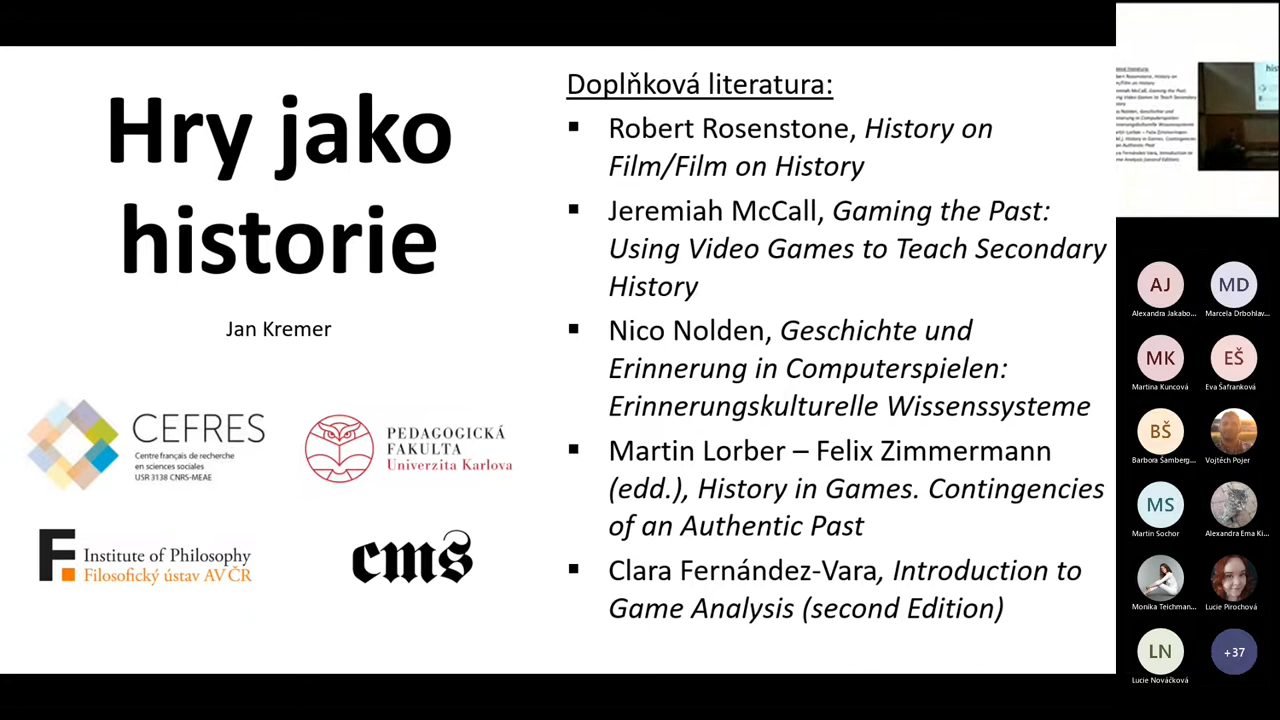 Hry jako
historie
Jan Kremer
CEFRES
Centre français de recherche
en sciences sociales
USR 3138 CNRS-MEAE
PEDAGOGICKÁ
FAKULTA
Univerzita Karlova
Institute of Philosophy
Filosofický ústav AV ČR
cms
Doplňková literatura:
▪ Robert Rosenstone, History on
Film/Film on History
▪ Jeremiah McCall, Gaming the Past:
Using Video Games to Teach Secondary
History
▪ Nico Nolden, Geschichte und
Erinnerung in Computerspielen:
Erinnerungskulturelle Wissenssysteme
▪ Martin Lorber – Felix Zimmermann
(edd.), History in Games. Contingencies
of an Authentic Past
▪ Clara Fernández-Vara, Introduction to
Game Analysis (second Edition)
AJ MD
Alexandra Jakabo... Marcela Drbohlav...
MK EŠ
Martina Kuncová Eva Šafranková
BŠ
Barbora Šamberg... Vojtěch Pojer
MS
Martin Sochor Alexandra Ema Ki...
Monika Teichman... Lucie Pirochová
LN +37
Lucie Nováčková